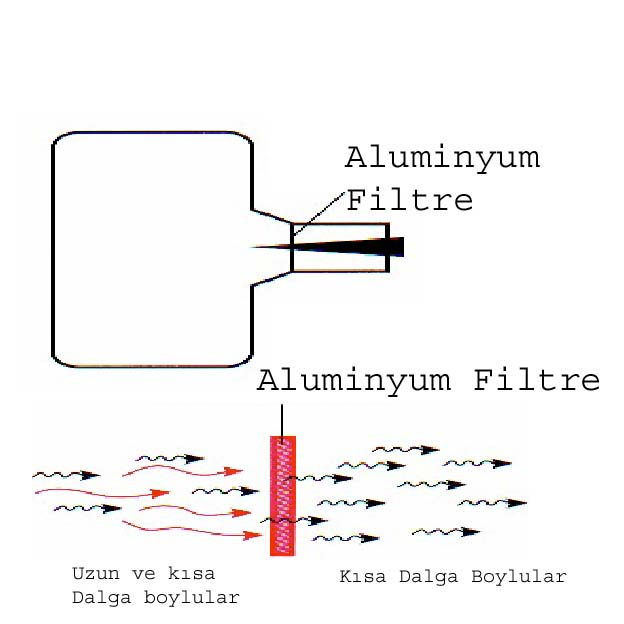 Aluminyum
Filtre
Aluminyum Filtre
Uzun ve kısa
Dalga boylular
Kısa Dalga Boylular